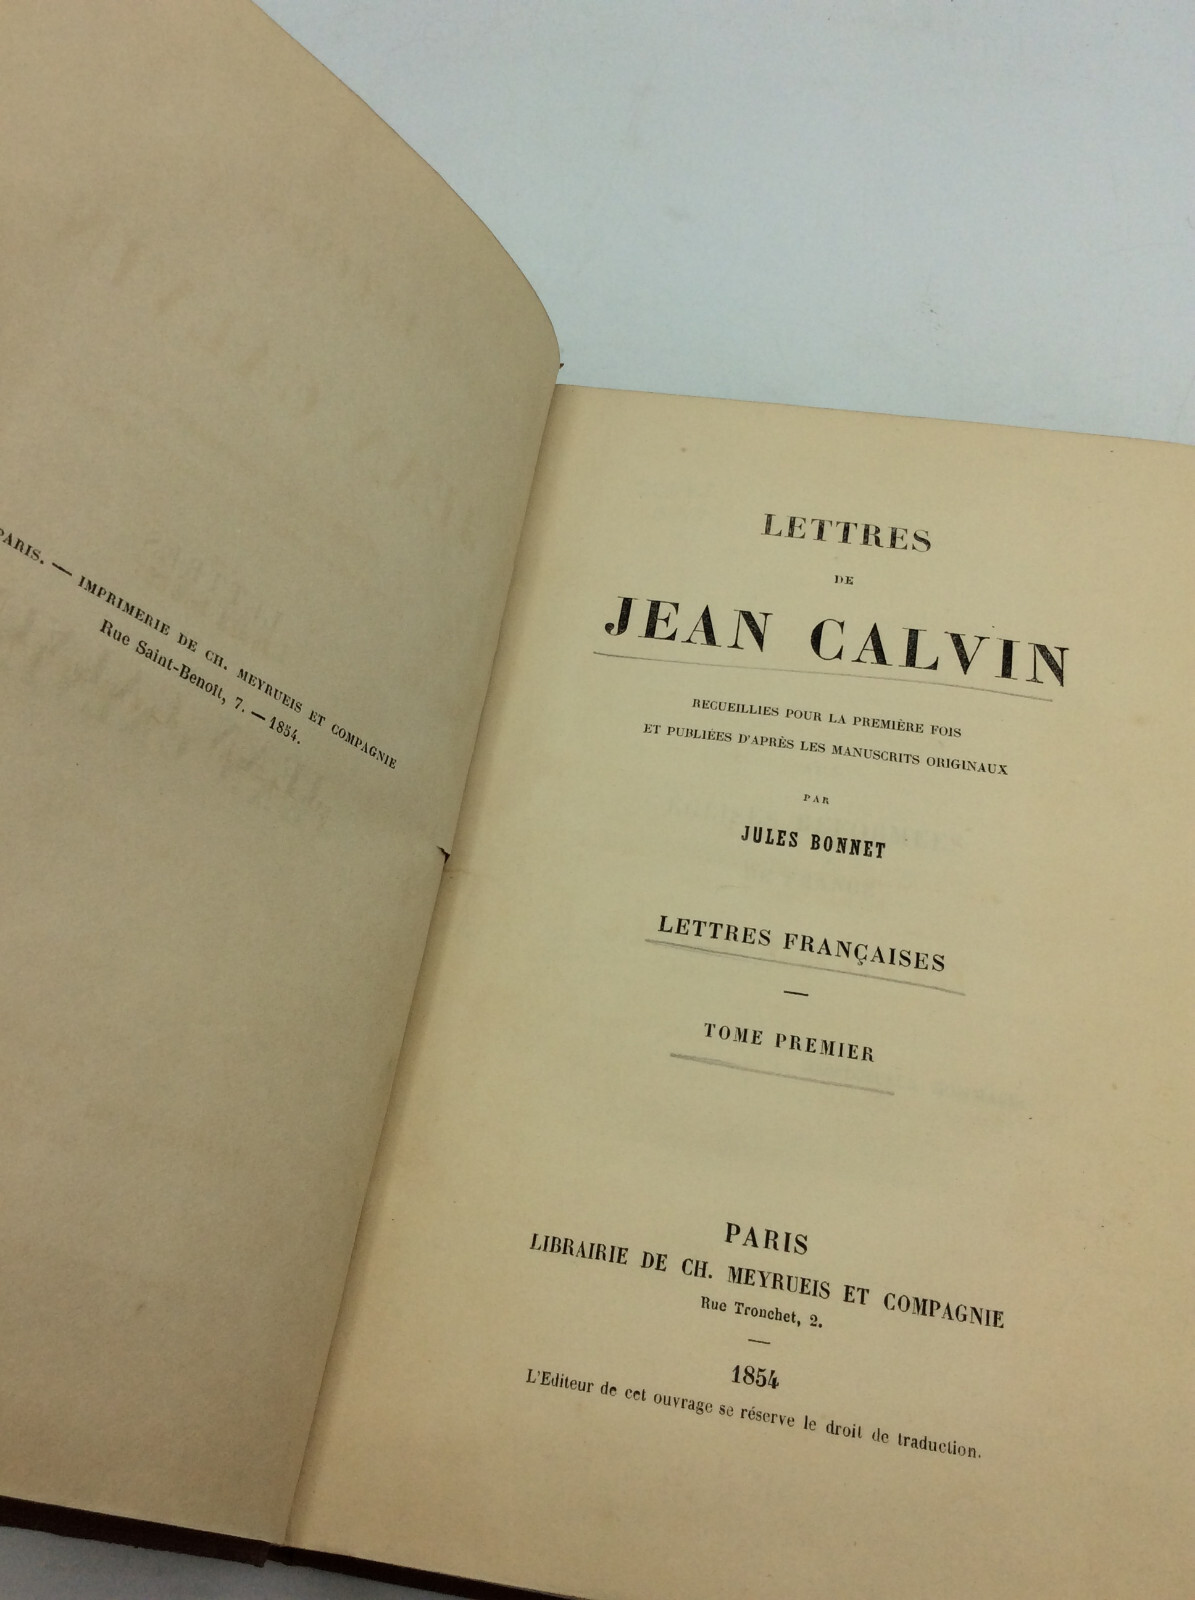 PARIS. — IMPRIMERIE DE CH. MEYRUEIS ET COMPAGNIE
Rue Saint-Benoît, 7. — 1854.
LETTRES
DE
JEAN CALVIN
RECUEILLIES POUR LA PREMIÈRE FOIS
ET PUBLIÉES D'APRÈS LES MANUSCRITS ORIGINAUX
PAR
JULES BONNET
LETTRES FRANÇAISES
—
TOME PREMIER
PARIS
LIBRAIRIE DE CH. MEYRUEIS ET COMPAGNIE
Rue Tronchet, 2.
—
1854
L'Editeur de cet ouvrage se réserve le droit de traduction.